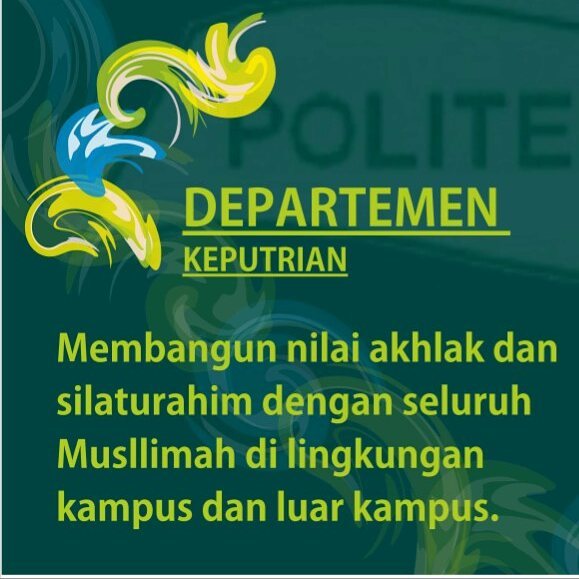 POLITE
DEPARTEMEN
KEPUTRIAN
Membangun nilai akhlak dan
silaturahim dengan seluruh
Musllimah di lingkungan
kampus dan luar kampus.